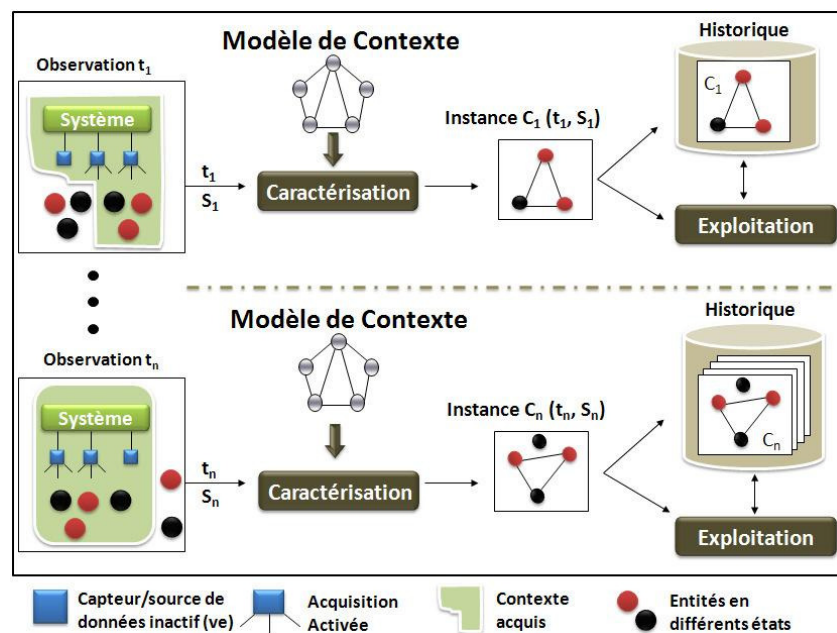 Modèle de Contexte
Historique
Observation t1
Système
C1
Instance C1 (t1, S1)
t1
S1
Caractérisation
Exploitation
Modèle de Contexte
Historique
Observation tn
Système
Instance Cn (tn, Sn)
Cn
tn
Sn
Caractérisation
Exploitation
Capteur/source de
données inactif(ve)
Acquisition
Activée
Contexte
acquis
Entités en
différents états